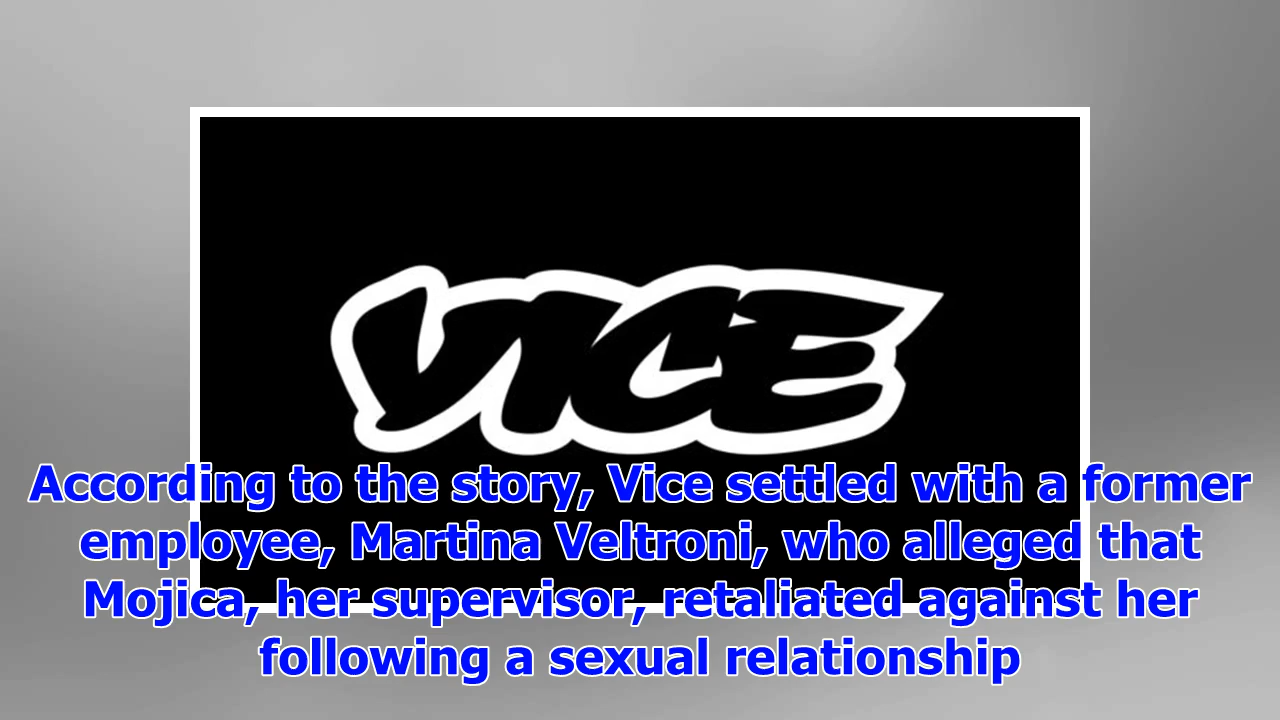 VICE
According to the story, Vice settled with a former
employee, Martina Veltroni, who alleged that
Mojica, her supervisor, retaliated against her
following a sexual relationship